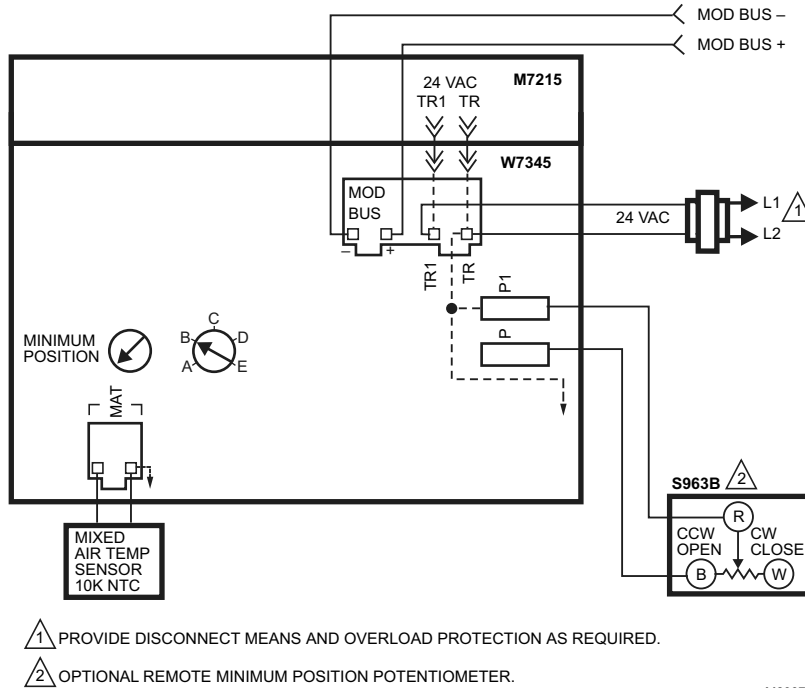 MOD BUS –
MOD BUS +
M7215
24 VAC
TR1 TR
W7345
MOD
BUS
– +
TR1
TR
24 VAC
L1
1
L2
P1
P
MINIMUM
POSITION
A
B
C
D
E
MAT
MIXED
AIR TEMP
SENSOR
10K NTC
S963B
2
R
CCW
OPEN
CW
CLOSE
B
W
1 PROVIDE DISCONNECT MEANS AND OVERLOAD PROTECTION AS REQUIRED.
2 OPTIONAL REMOTE MINIMUM POSITION POTENTIOMETER.